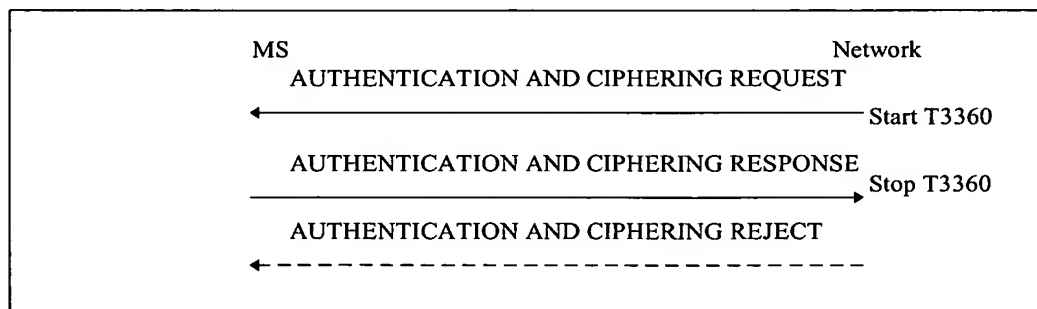 MS Network
AUTHENTICATION AND CIPHERING REQUEST
Start T3360
AUTHENTICATION AND CIPHERING RESPONSE
Stop T3360
AUTHENTICATION AND CIPHERING REJECT